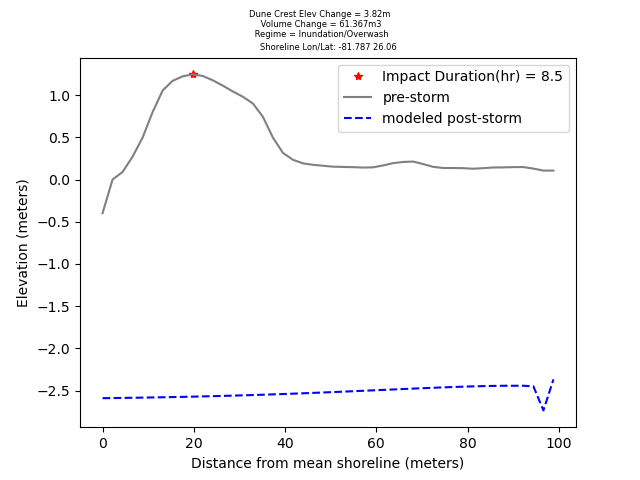 Dune Crest Elev Change = 3.82m
Volume Change = 61.367m3
Regime = Inundation/Overwash
Shoreline Lon/Lat: -81.787 26.06
Impact Duration(hr) = 8.5
pre-storm
modeled post-storm
Elevation (meters)
1.0
0.5
0.0
−0.5
−1.0
−1.5
−2.0
−2.5
0 20 40 60 80 100
Distance from mean shoreline (meters)